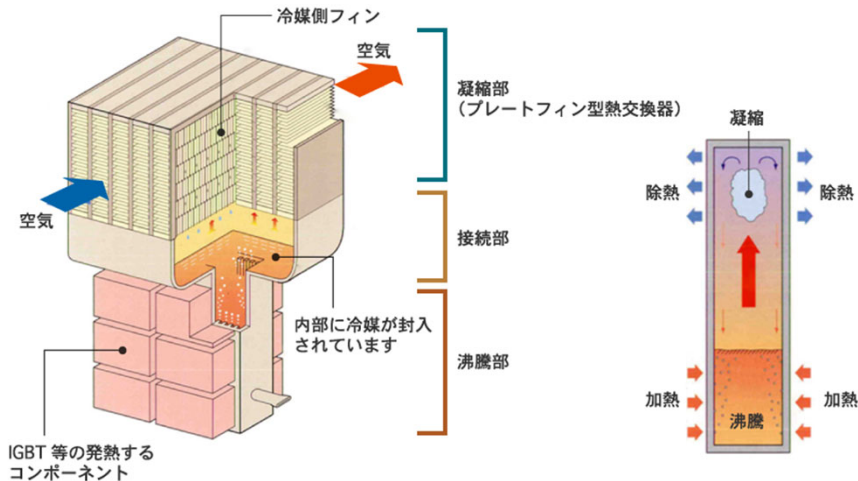 冷媒側フィン
空気
空気
凝縮部
（プレートフィン型熱交換器）
接続部
内部に冷媒が封入
されています
沸騰部
IGBT 等の発熱する
コンポーネント
凝縮
除熱
除熱
加熱
加熱
沸騰